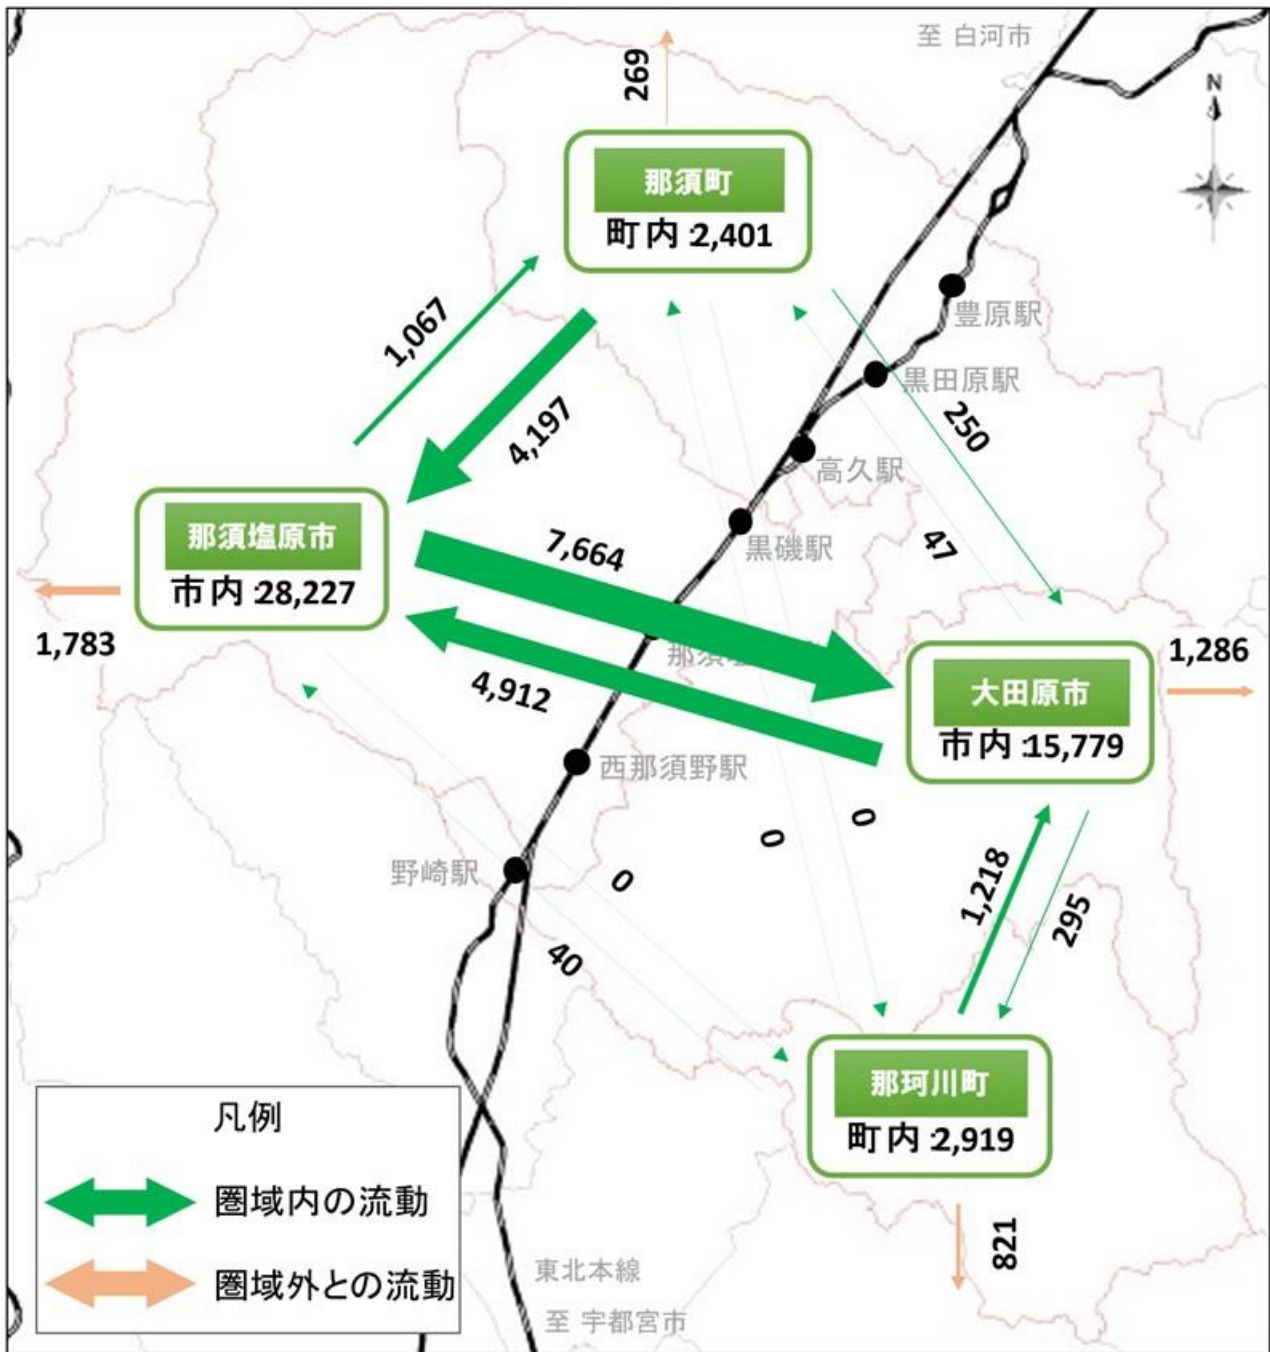 至 白河市
N
269
那須町
町内:2,401
豊原駅
1,067
黒田原駅
4,197
250
高久駅
那須塩原市
市内:28,227
7,664
黒磯駅
47
1,783
那須塩
1,286
大田原市
市内:15,779
4,912
西那須野駅
0
0
野崎駅
0
1,218
295
40
那珂川町
町内:2,919
821
凡例
圏域内の流動
圏域外との流動
東北本線
至 宇都宮市